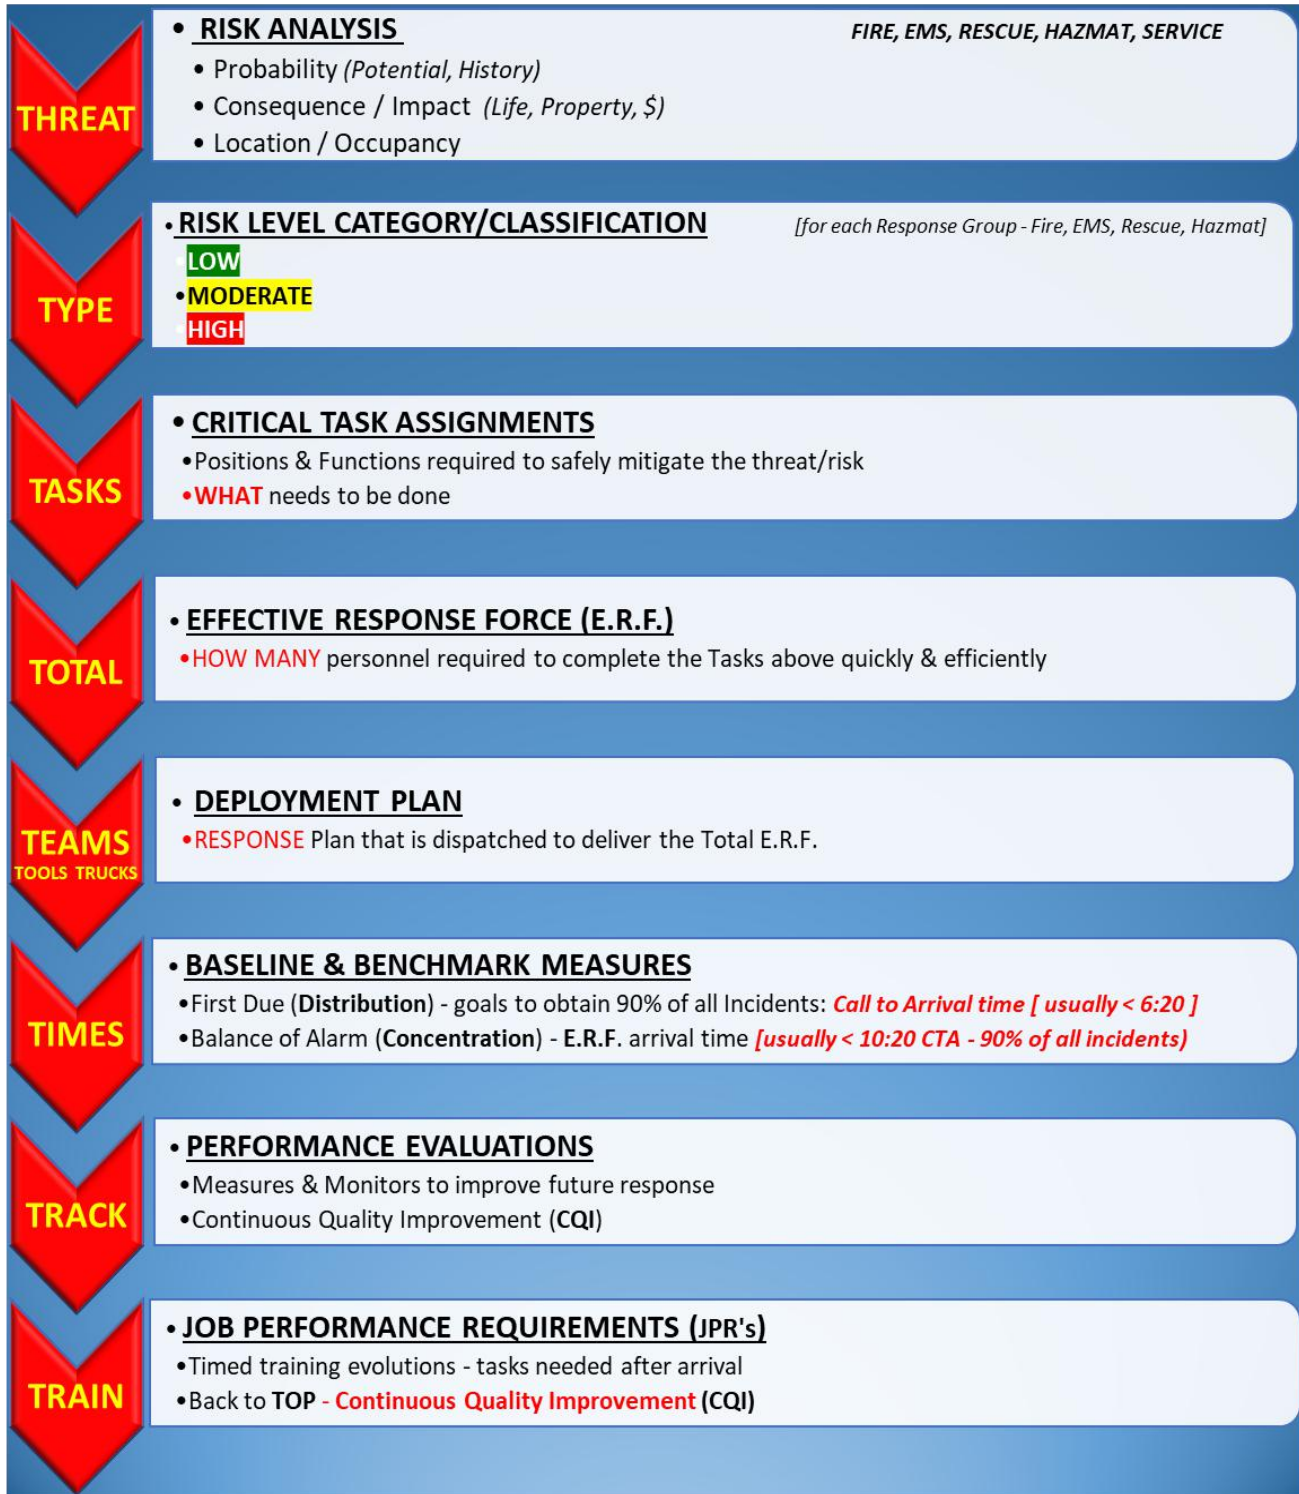 THREAT
• RISK ANALYSIS FIRE, EMS, RESCUE, HAZMAT, SERVICE
• Probability (Potential, History)
• Consequence / Impact (Life, Property, $)
• Location / Occupancy
TYPE
• RISK LEVEL CATEGORY/CLASSIFICATION [for each Response Group - Fire, EMS, Rescue, Hazmat]
•LOW
•MODERATE
•HIGH
TASKS
• CRITICAL TASK ASSIGNMENTS
•Positions & Functions required to safely mitigate the threat/risk
•WHAT needs to be done
TOTAL
• EFFECTIVE RESPONSE FORCE (E.R.F.)
•HOW MANY personnel required to complete the Tasks above quickly & efficiently
TEAMS
TOOLS TRUCKS
• DEPLOYMENT PLAN
•RESPONSE Plan that is dispatched to deliver the Total E.R.F.
TIMES
• BASELINE & BENCHMARK MEASURES
•First Due (Distribution) - goals to obtain 90% of all Incidents: Call to Arrival time [ usually < 6:20 ]
•Balance of Alarm (Concentration) - E.R.F. arrival time [usually < 10:20 CTA - 90% of all incidents)
TRACK
• PERFORMANCE EVALUATIONS
•Measures & Monitors to improve future response
•Continuous Quality Improvement (CQI)
TRAIN
• JOB PERFORMANCE REQUIREMENTS (JPR's)
•Timed training evolutions - tasks needed after arrival
•Back to TOP - Continuous Quality Improvement (CQI)